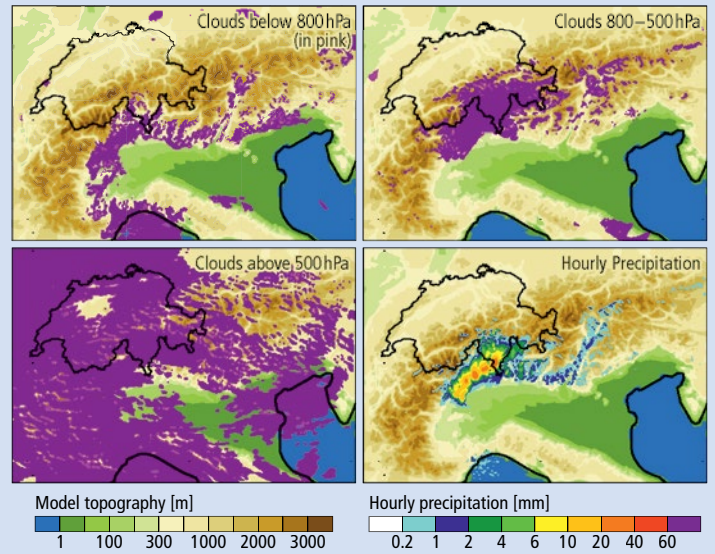 Clouds below 800 hPa
(in pink)
Clouds 800–500 hPa
Clouds above 500 hPa
Hourly Precipitation
Model topography [m]
1 100 300 1000 2000 3000
Hourly precipitation [mm]
0.2 1 2 4 6 10 20 40 60